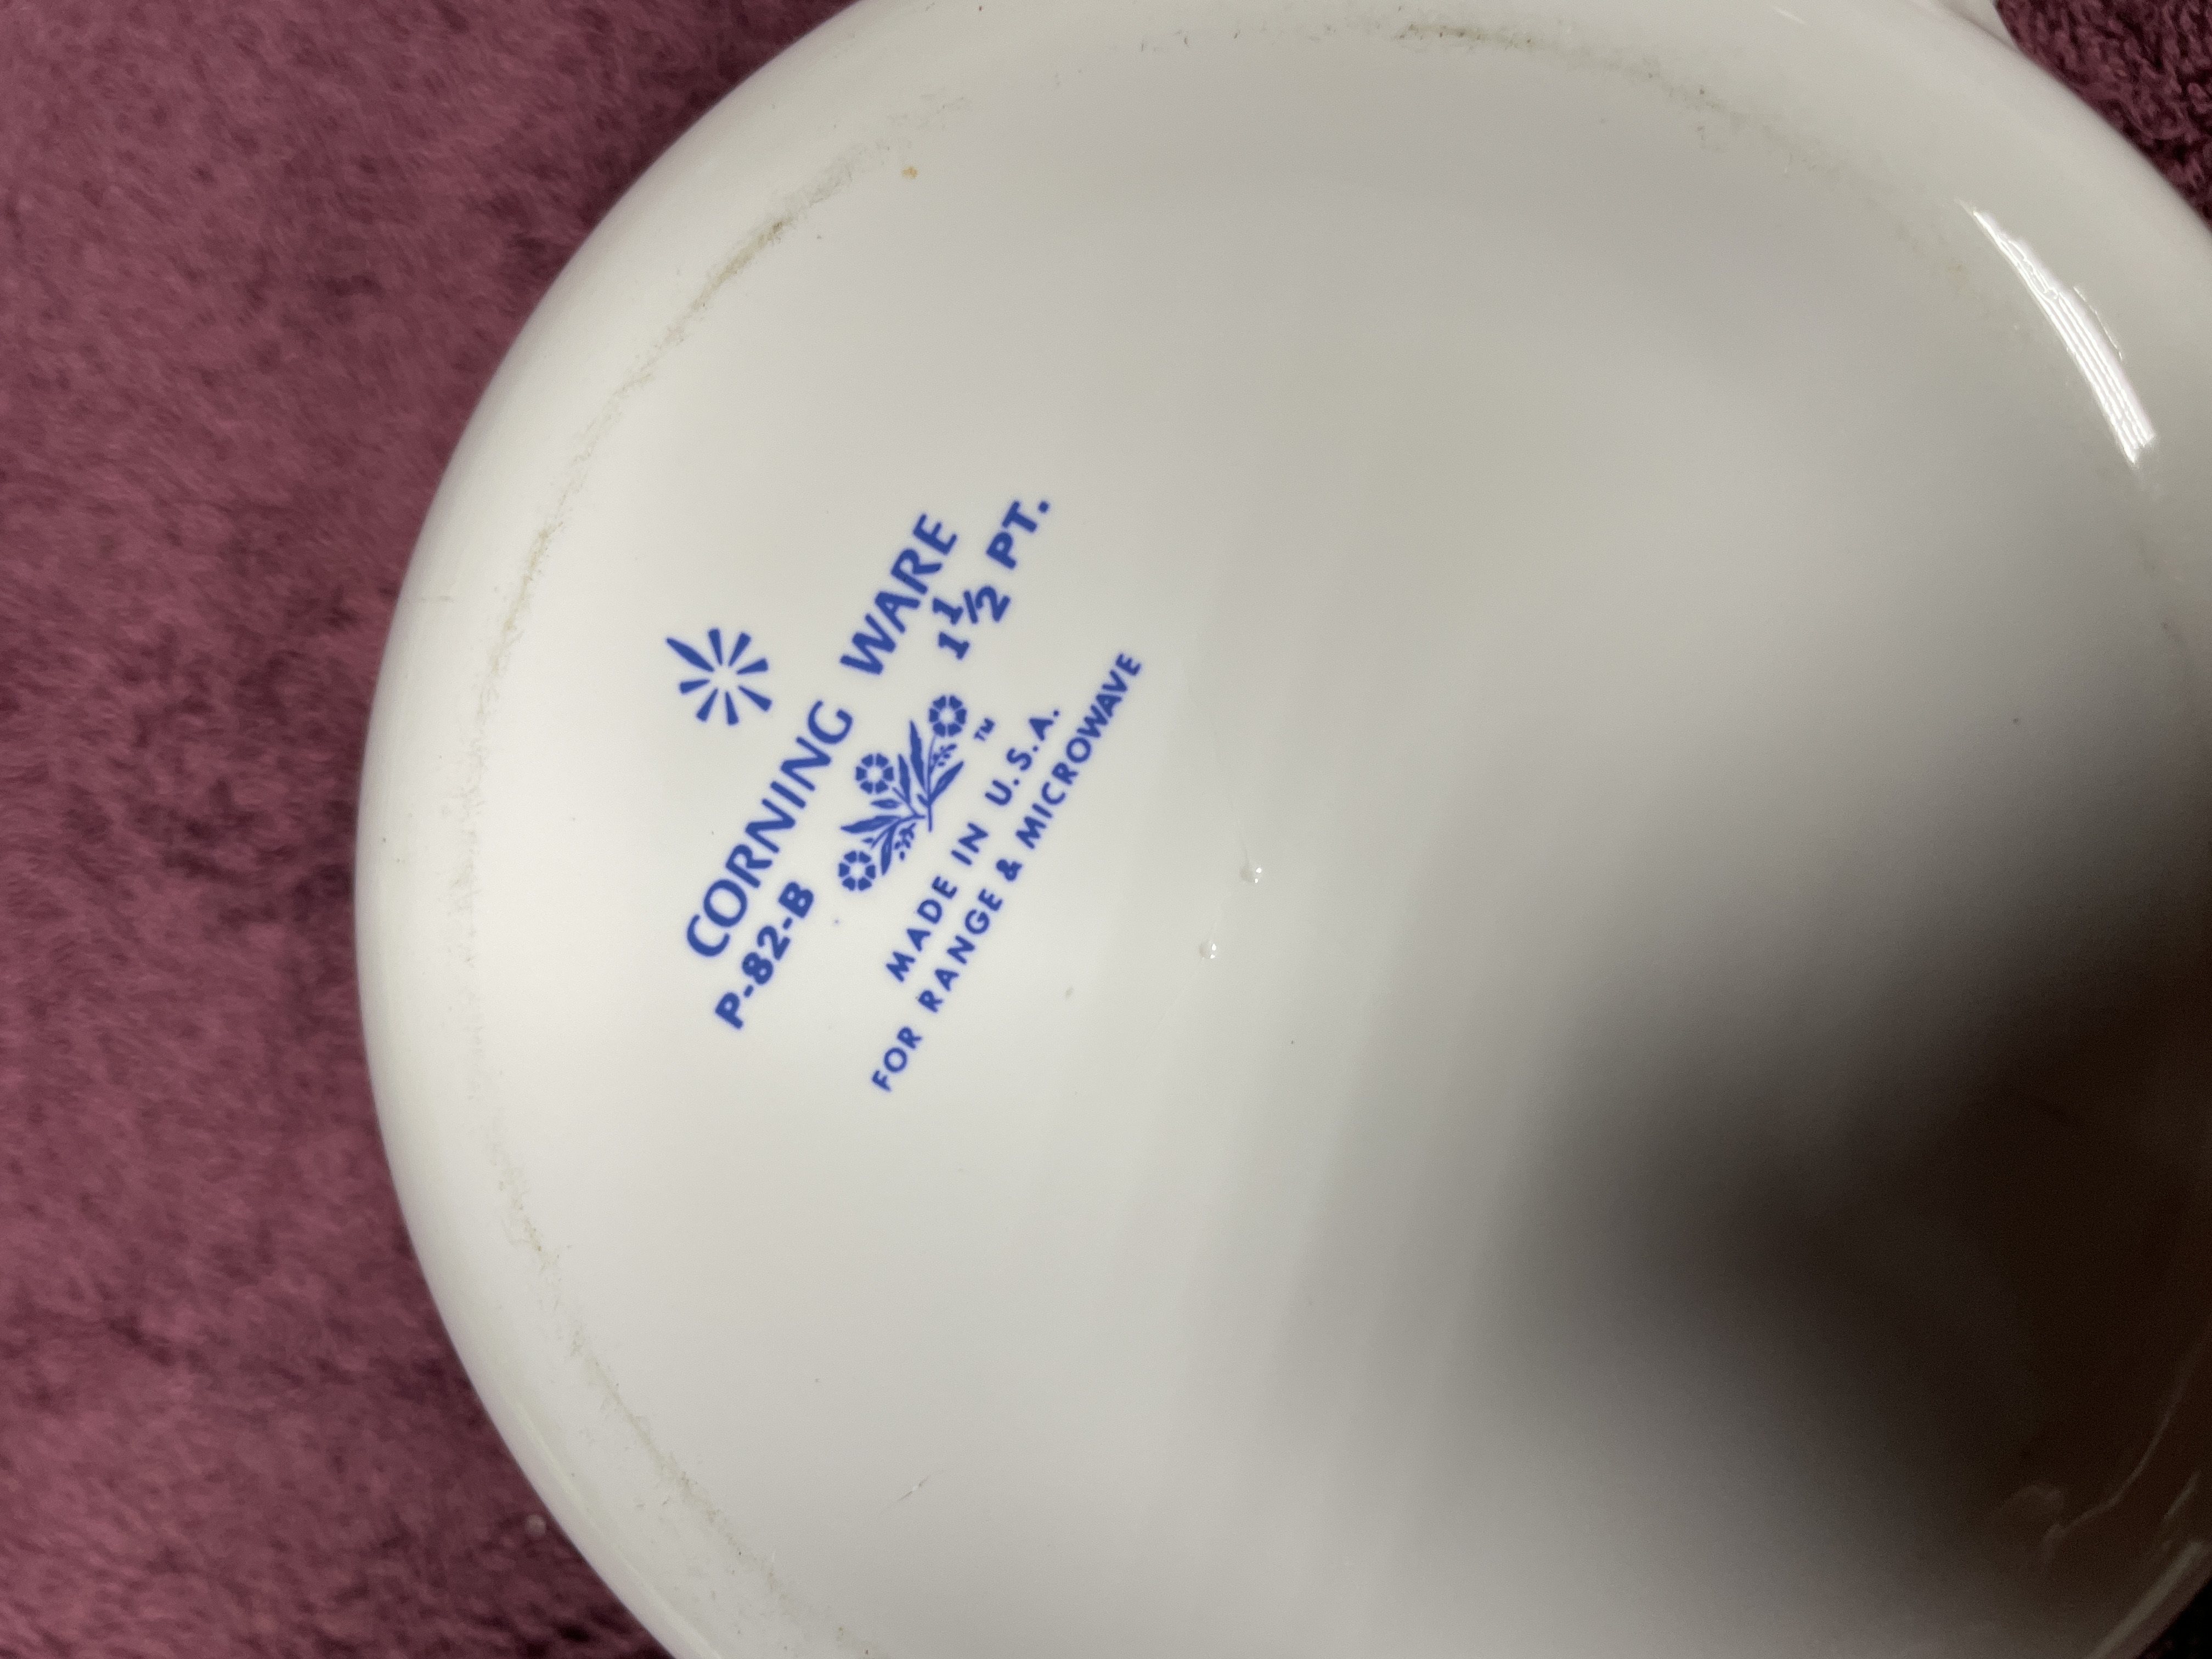 CORNING WARE
P-82-B 1 1/2 PT.
™
MADE IN U.S.A.
FOR RANGE & MICROWAVE